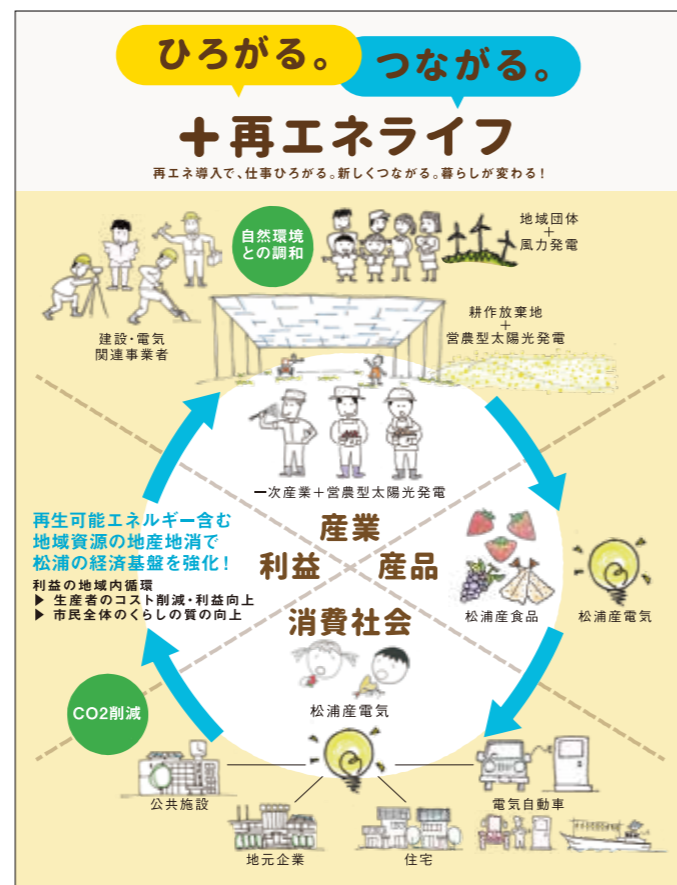 ひろがる。
つながる。
＋再エネライフ
再エネ導入で、仕事ひろがる。新しくつながる。暮らしが変わる！
自然環境
との調和
地域団体
＋
風力発電
建設・電気
関連事業者
耕作放棄地
＋
営農型太陽光発電
一次産業＋営農型太陽光発電
再生可能エネルギー含む
地域資源の地産地消で
松浦の経済基盤を強化！
利益の地域内循環
▶ 生産者のコスト削減・利益向上
▶ 市民全体のくらしの質の向上
産業
利益
産品
消費社会
松浦産食品
松浦産電気
松浦産電気
CO2削減
公共施設
地元企業
住宅
電気自動車